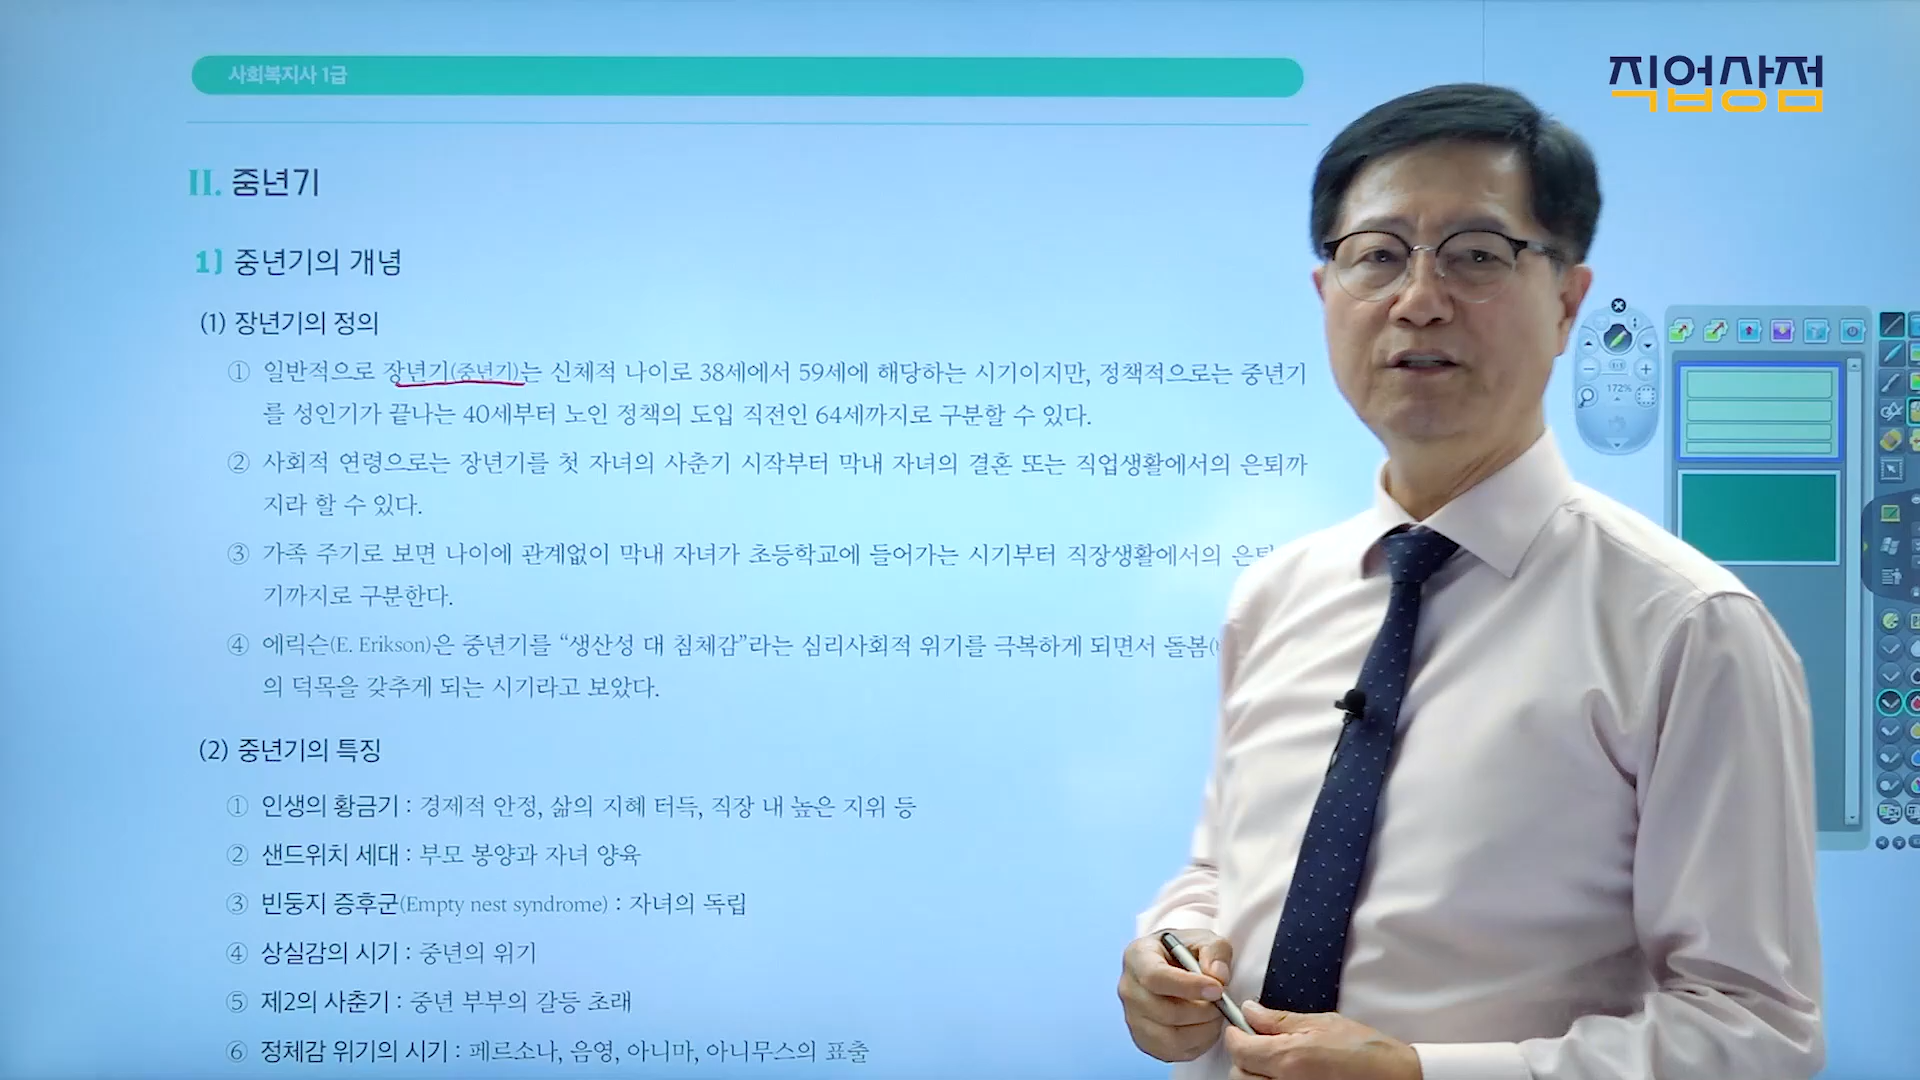 사회복지사 1급
직업상점
II. 중년기
1) 중년기의 개념
(1) 장년기의 정의
① 일반적으로 장년기(중년기)는 신체적 나이로 38세에서 59세에 해당하는 시기이지만, 정책적으로는 중년기
를 성인기가 끝나는 40세부터 노인 정책의 도입 직전인 64세까지로 구분할 수 있다.
② 사회적 연령으로는 장년기를 첫 자녀의 사춘기 시작부터 막내 자녀의 결혼 또는 직업생활에서의 은퇴까
지라 할 수 있다.
③ 가족 주기로 보면 나이에 관계없이 막내 자녀가 초등학교에 들어가는 시기부터 직장생활에서의
기까지로 구분한다.
④ 에릭슨(E. Erikson)은 중년기를 “생산성 대 침체감”라는 심리사회적 위기를 극복하게 되면서 돌봄(
의 덕목을 갖추게 되는 시기라고 보았다.
(2) 중년기의 특징
① 인생의 황금기 : 경제적 안정, 삶의 지혜 터득, 직장 내 높은 지위 등
② 샌드위치 세대 : 부모 봉양과 자녀 양육
③ 빈둥지 증후군(Empty nest syndrome) : 자녀의 독립
④ 상실감의 시기 : 중년의 위기
⑤ 제2의 사춘기 : 중년 부부의 갈등 초래
⑥ 정체감 위기의 시기 : 페르소나, 음영, 아니마, 아니무스의 표출
172%